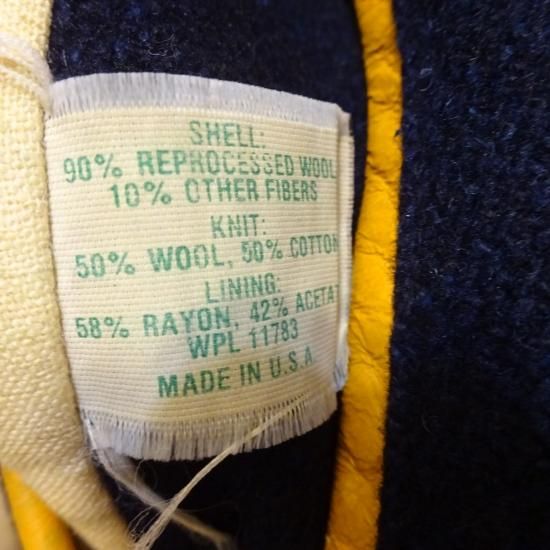 SHELL:
90% REPROCESSED WOOL
10% OTHER FIBERS
KNIT:
50% WOOL, 50% COTTON
LINING:
58% RAYON, 42% ACETAT
WPL 11783
MADE IN U.S.A.